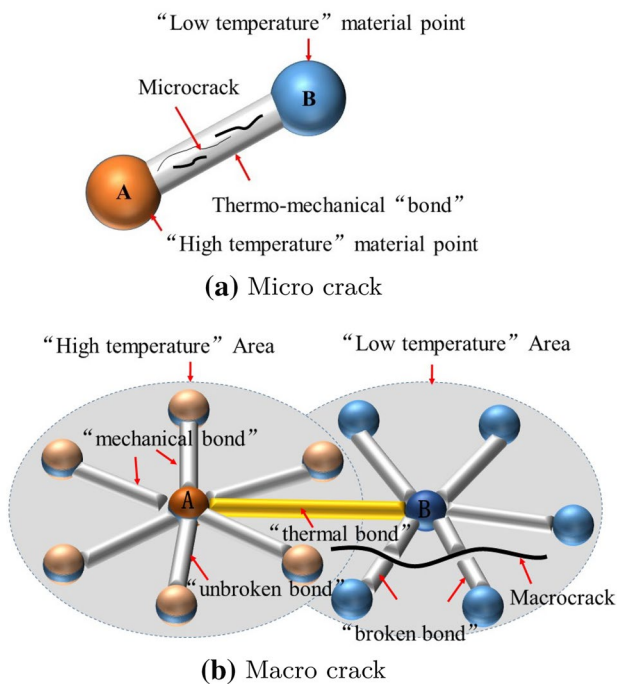 “Low temperature” material point
Microcrack
B
A
Thermo-mechanical “bond”
“High temperature” material point
(a) Micro crack
“High temperature” Area
“Low temperature” Area
“mechanical bond”
A
B
“thermal bond”
“unbroken bond”
Macrocrack
“broken bond”
(b) Macro crack